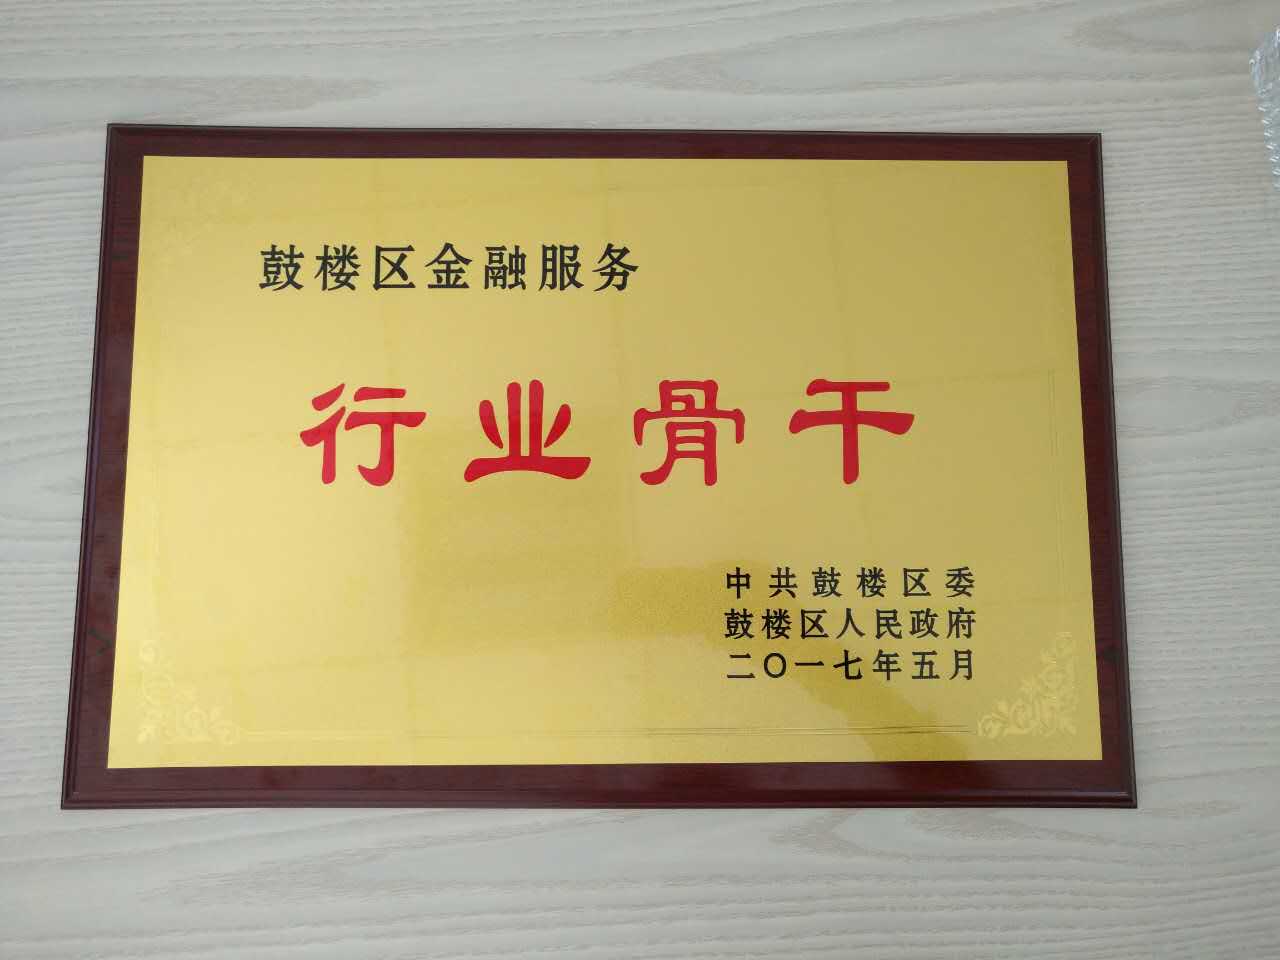 鼓楼区金融服务
行业骨干
中共鼓楼区委
鼓楼区人民政府
二〇一七年五月